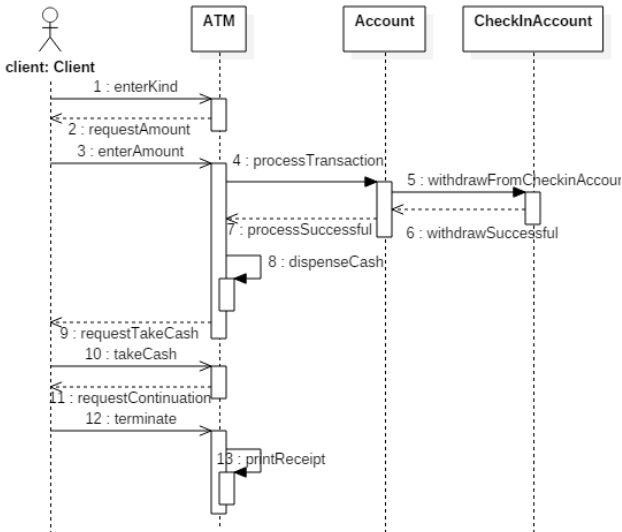 ATM
Account
CheckInAccount
client: Client
1 : enterKind
2 : requestAmount
3 : enterAmount
4 : processTransaction
5 : withdrawFromCheckinAccour
6 : withdrawSuccessful
7 : processSuccessful
8 : dispenseCash
9 : requestTakeCash
10 : takeCash
11 : requestContinuation
12 : terminate
13 : printReceipt